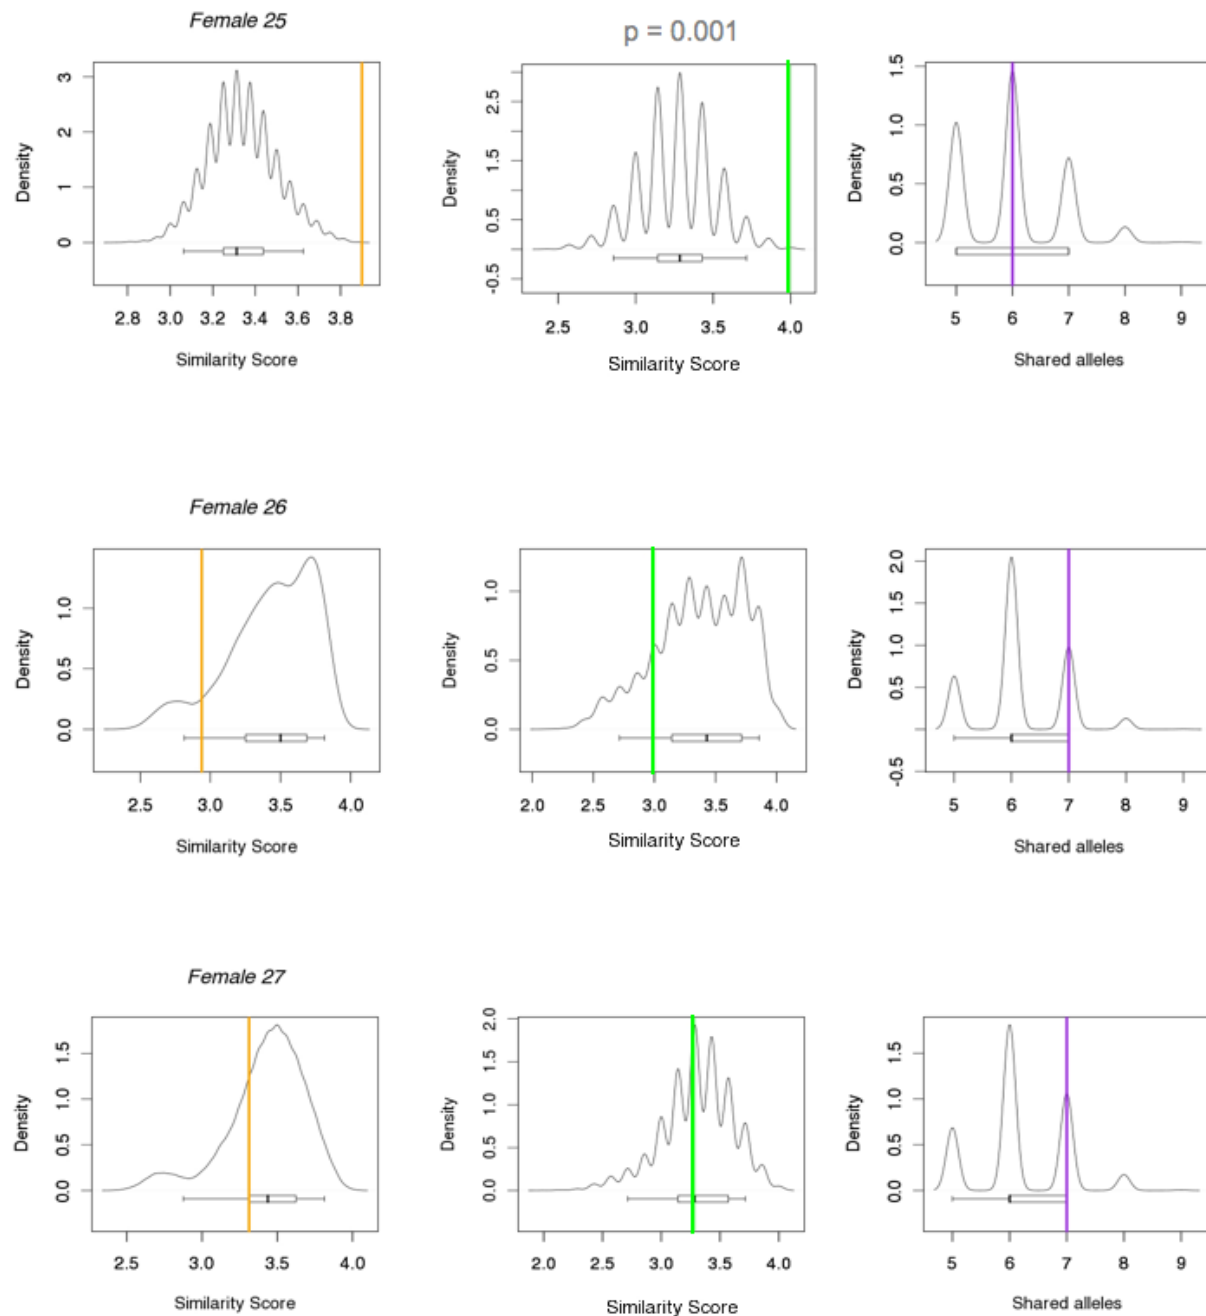 Female 25
p = 0.001
Density
3
2
1
0
2.8 3.0 3.2 3.4 3.6 3.8
Similarity Score
Density
2.5
1.5
0.5
-0.5
2.5 3.0 3.5 4.0
Similarity Score
Density
1.5
1.0
0.5
0.0
5 6 7 8 9
Shared alleles
Female 26
Density
1.0
0.5
0.0
2.5 3.0 3.5 4.0
Similarity Score
Density
1.0
0.5
0.0
2.0 2.5 3.0 3.5 4.0
Similarity Score
Density
2.0
1.5
1.0
0.5
-0.5
5 6 7 8 9
Shared alleles
Female 27
Density
1.5
1.0
0.5
0.0
2.5 3.0 3.5 4.0
Similarity Score
Density
2.0
1.5
1.0
0.5
0.0
2.0 2.5 3.0 3.5 4.0
Similarity Score
Density
1.5
1.0
0.5
0.0
5 6 7 8 9
Shared alleles